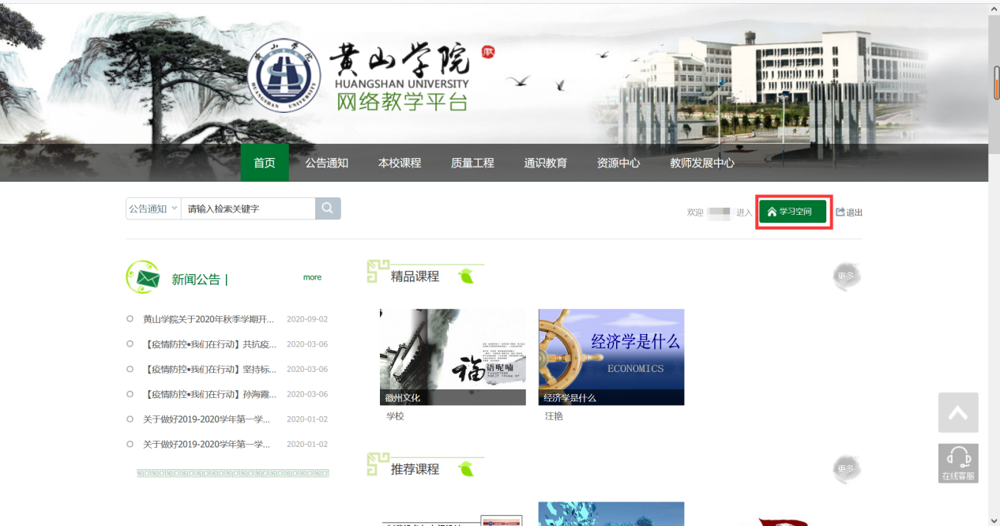 黄山学院
HUANGSHAN UNIVERSITY
网络教学平台
首页 公告通知 本校课程 质量工程 通识教育 资源中心 教师发展中心
公告通知 请输入检索关键字
欢迎 进入 学习空间 退出
新闻公告 | more
黄山学院关于2020年秋季学期开... 2020-09-02
【疫情防控•我们在行动】共抗疫... 2020-03-06
【疫情防控•我们在行动】坚持标... 2020-03-06
【疫情防控•我们在行动】孙海霞... 2020-03-06
关于做好2019-2020学年第一学... 2020-01-02
关于做好2019-2020学年第一学... 2020-01-02
精品课程 更多
福
语呢喃
徽州文化
学校
经济学是什么
ECONOMICS
经济学是什么
汪艳
推荐课程 更多
在线客服